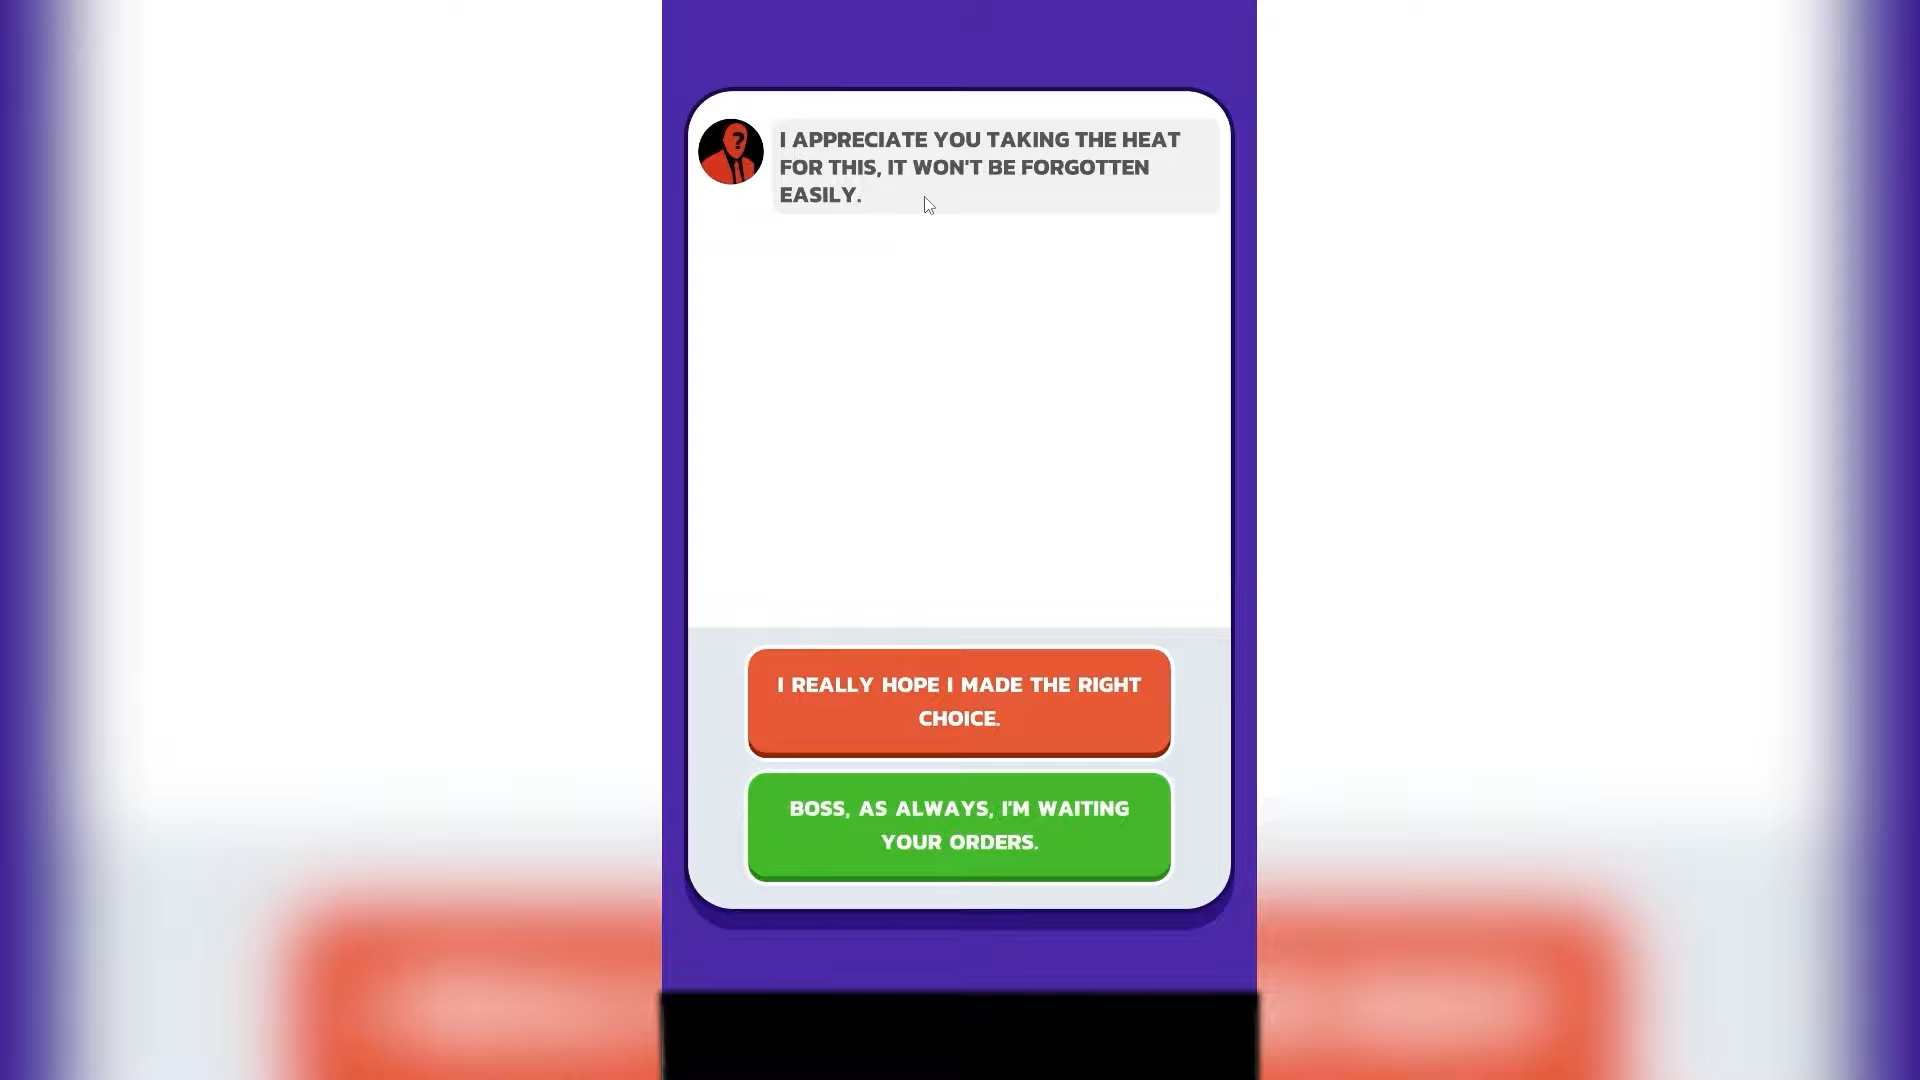 ?
I APPRECIATE YOU TAKING THE HEAT
FOR THIS, IT WON'T BE FORGOTTEN
EASILY.
I REALLY HOPE I MADE THE RIGHT
CHOICE.
BOSS, AS ALWAYS, I'M WAITING
YOUR ORDERS.